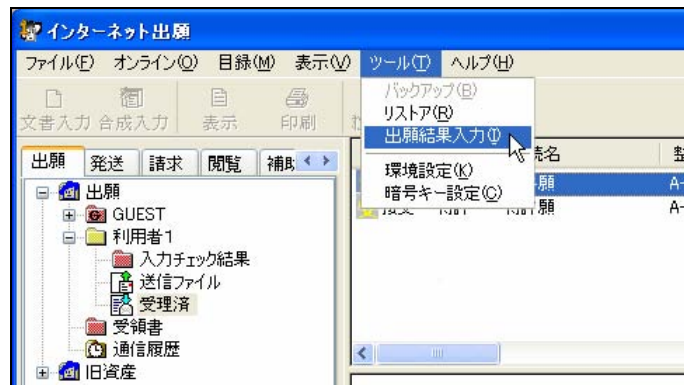 インターネット出願
ファイル(F) オンライン(O) 目録(M) 表示(V) ツール(T) ヘルプ(H)
文書入力 合成入力 表示 印刷
バックアップ(B)
リストア(R)
出願結果入力(I)
環境設定(K)
暗号キー設定(C)
出願 発送 請求 閲覧
出願
GUEST
利用者1
入力チェック結果
送信ファイル
受理済
受領書
通信履歴
旧資産
名 整
願 A-
願 A-